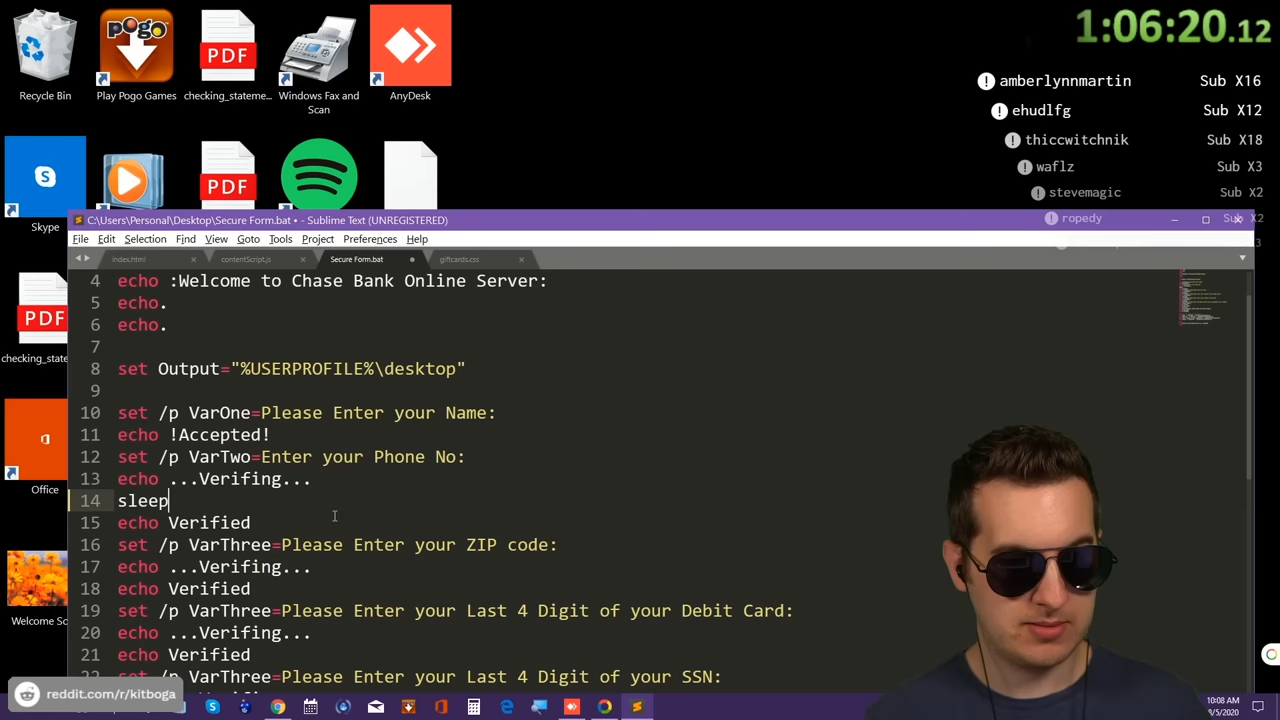 1:06:20.12
amberlynnmartin Sub X16
ehudlfg Sub X12
thiccwitchnik Sub X18
waflz Sub X3
stevemagic Sub X2
ropedy Sub X2
Recycle Bin
pogo
Play Pogo Games
PDF
checking_stateme...
Windows Fax and
Scan
AnyDesk
Skype
PDF
PDF
checking_state
Office
Welcome Sc
C:\Users\Personal\Desktop\Secure Form.bat • - Sublime Text (UNREGISTERED)
File Edit Selection Find View Goto Tools Project Preferences Help
index.html contentScript.js Secure Form.bat giftcards.css
4 echo :Welcome to Chase Bank Online Server:
5 echo.
6 echo.
7
8 set Output="%USERPROFILE%\desktop"
9
10 set /p VarOne=Please Enter your Name:
11 echo !Accepted!
12 set /p VarTwo=Enter your Phone No:
13 echo ...Verifing...
14 sleep
15 echo Verified
16 set /p VarThree=Please Enter your ZIP code:
17 echo ...Verifing...
18 echo Verified
19 set /p VarThree=Please Enter your Last 4 Digit of your Debit Card:
20 echo ...Verifing...
21 echo Verified
22 set /p VarThree=Please Enter your Last 4 Digit of your SSN:
reddit.com/r/kitboga
10:08 AM
8/5/2020